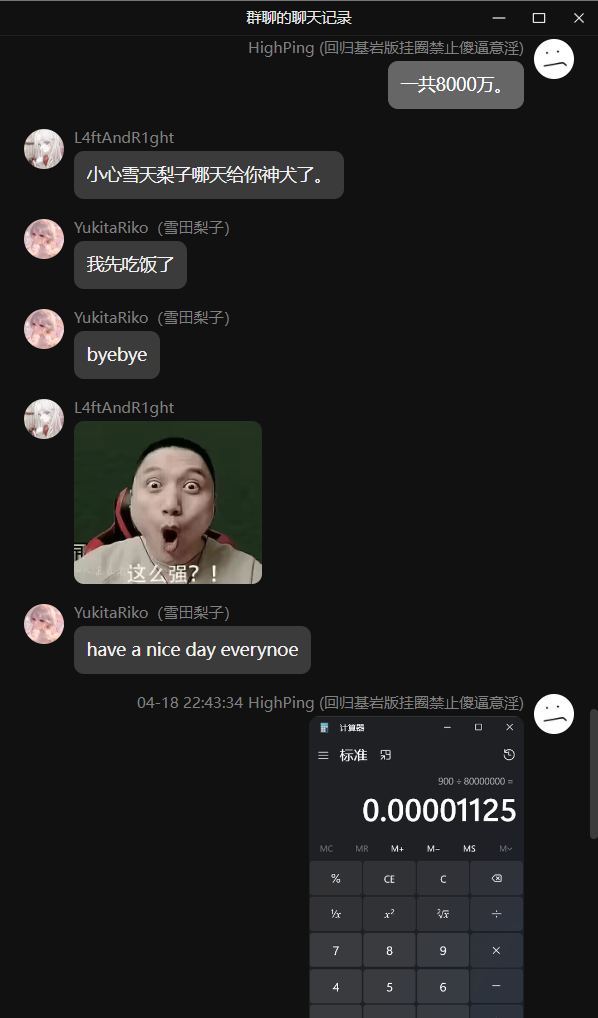 群聊的聊天记录
HighPing (回归基岩版挂圈禁止傻逼意淫)
一共8000万。
L4ftAndR1ght
小心雪天梨子哪天给你神犬了。
YukitaRiko（雪田梨子）
我先吃饭了
YukitaRiko（雪田梨子）
byebye
L4ftAndR1ght
这么强？！
YukitaRiko（雪田梨子）
have a nice day everynoe
04-18 22:43:34 HighPing (回归基岩版挂圈禁止傻逼意淫)
计算器
标准
900 ÷ 80000000 =
0.00001125
MC MR M+ M− MS M˅
% CE C
¹/x x² ²√x ÷
7 8 9 ×
4 5 6 −